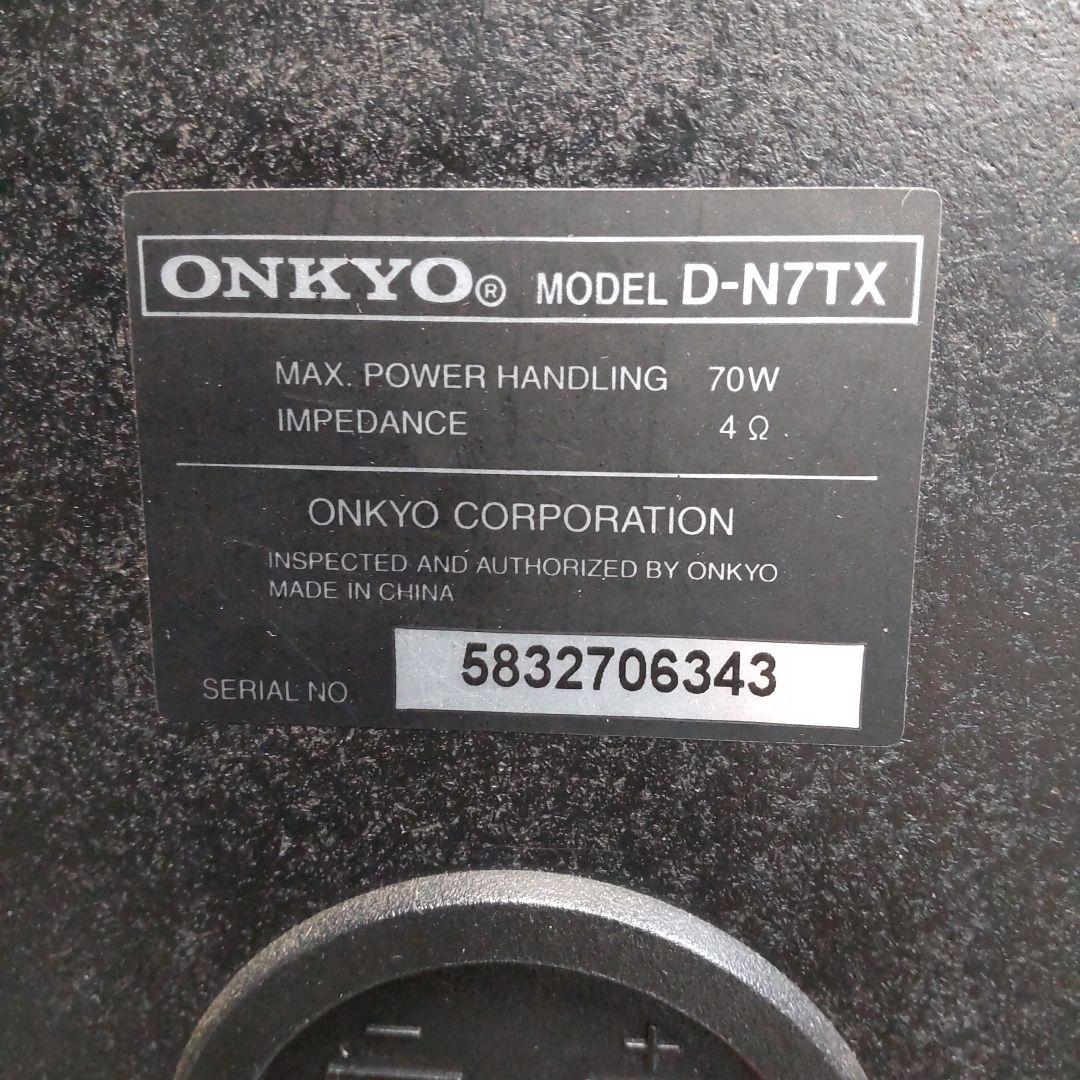 ONKYO® MODEL D-N7TX
MAX. POWER HANDLING 70W
IMPEDANCE 4 Ω
ONKYO CORPORATION
INSPECTED AND AUTHORIZED BY ONKYO
MADE IN CHINA
SERIAL NO. 5832706343
− +